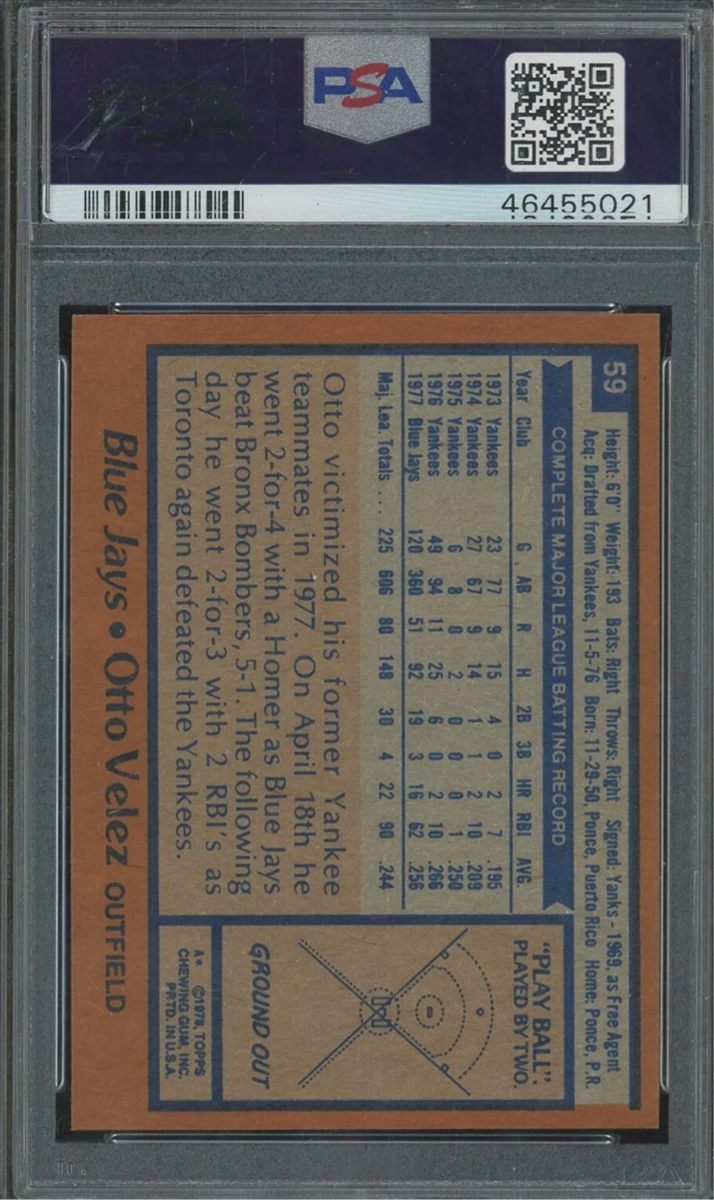 PSA
46455021
59
Height: 6'0" Weight: 193 Bats: Right Throws: Right Signed: Yanks - 1969, as Free Agent
Acq: Drafted from Yankees, 11-5-76 Born: 11-29-50, Ponce, Puerto Rico Home: Ponce, P.R.
COMPLETE MAJOR LEAGUE BATTING RECORD
Year Club G AB R H 2B 3B HR RBI AVG.
1973 Yankees 23 77 9 15 4 0 2 7 .195
1974 Yankees 27 67 9 14 1 1 2 10 .209
1975 Yankees 6 8 0 2 0 0 0 1 .250
1976 Yankees 49 94 11 25 6 0 2 10 .266
1977 Blue Jays 120 360 51 92 19 3 16 62 .256
Maj. Lea. Totals ... 225 606 80 148 30 4 22 90 .244
Otto victimized his former Yankee
teammates in 1977. On April 18th he
went 2-for-4 with a Homer as Blue Jays
beat Bronx Bombers, 5-1. The following
day he went 2-for-3 with 2 RBI's as
Toronto again defeated the Yankees.
"PLAY BALL".
PLAYED BY TWO.
GROUND OUT
A* ©1978, TOPPS
CHEWING GUM, INC.
PRTD. IN U.S.A.
Blue Jays • Otto Velez OUTFIELD